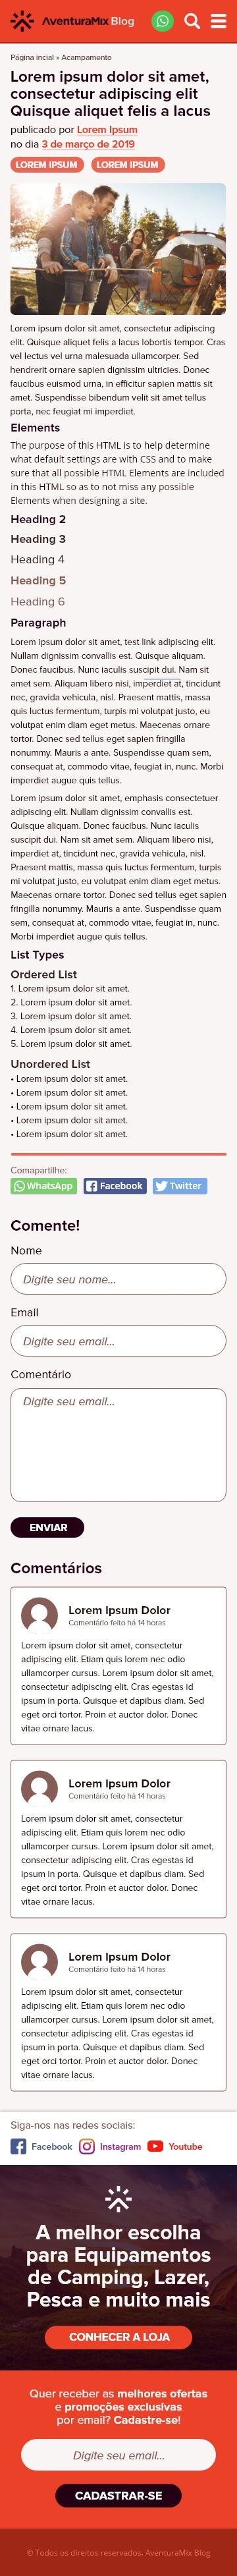 AventuraMix Blog
Página incial » Acampamento
Lorem ipsum dolor sit amet,
consectetur adipiscing elit
Quisque aliquet felis a lacus
publicado por Lorem Ipsum
no dia 3 de março de 2019
LOREM IPSUM LOREM IPSUM
Lorem ipsum dolor sit amet, consectetur adipiscing
elit. Quisque aliquet felis a lacus lobortis tempor. Cras
vel lectus vel urna malesuada ullamcorper. Sed
hendrerit ornare sapien dignissim ultricies. Donec
faucibus euismod urna, in efficitur sapien mattis sit
amet. Suspendisse bibendum velit sit amet tellus
porta, nec feugiat mi imperdiet.
Elements
The purpose of this HTML is to help determine
what default settings are with CSS and to make
sure that all possible HTML Elements are included
in this HTML so as to not miss any possible
Elements when designing a site.
Heading 2
Heading 3
Heading 4
Heading 5
Heading 6
Paragraph
Lorem ipsum dolor sit amet, test link adipiscing elit.
Nullam dignissim convallis est. Quisque aliquam.
Donec faucibus. Nunc iaculis suscipit dui. Nam sit
amet sem. Aliquam libero nisi, imperdiet at, tincidunt
nec, gravida vehicula, nisl. Praesent mattis, massa
quis luctus fermentum, turpis mi volutpat justo, eu
volutpat enim diam eget metus. Maecenas ornare
tortor. Donec sed tellus eget sapien fringilla
nonummy. Mauris a ante. Suspendisse quam sem,
consequat at, commodo vitae, feugiat in, nunc. Morbi
imperdiet augue quis tellus.
Lorem ipsum dolor sit amet, emphasis consectetuer
adipiscing elit. Nullam dignissim convallis est.
Quisque aliquam. Donec faucibus. Nunc iaculis
suscipit dui. Nam sit amet sem. Aliquam libero nisi,
imperdiet at, tincidunt nec, gravida vehicula, nisl.
Praesent mattis, massa quis luctus fermentum, turpis
mi volutpat justo, eu volutpat enim diam eget metus.
Maecenas ornare tortor. Donec sed tellus eget sapien
fringilla nonummy. Mauris a ante. Suspendisse quam
sem, consequat at, commodo vitae, feugiat in, nunc.
Morbi imperdiet augue quis tellus.
List Types
Ordered List
1. Lorem ipsum dolor sit amet.
2. Lorem ipsum dolor sit amet.
3. Lorem ipsum dolor sit amet.
4. Lorem ipsum dolor sit amet.
5. Lorem ipsum dolor sit amet.
Unordered List
• Lorem ipsum dolor sit amet.
• Lorem ipsum dolor sit amet.
• Lorem ipsum dolor sit amet.
• Lorem ipsum dolor sit amet.
• Lorem ipsum dolor sit amet.
Comapartilhe:
WhatsApp Facebook Twitter
Comente!
Nome
Digite seu nome...
Email
Digite seu email...
Comentário
Digite seu email...
ENVIAR
Comentários
Lorem Ipsum Dolor
Comentário feito há 14 horas
Lorem ipsum dolor sit amet, consectetur
adipiscing elit. Etiam quis lorem nec odio
ullamcorper cursus. Lorem ipsum dolor sit amet,
consectetur adipiscing elit. Cras egestas id
ipsum in porta. Quisque et dapibus diam. Sed
eget orci tortor. Proin et auctor dolor. Donec
vitae ornare lacus.
Lorem Ipsum Dolor
Comentário feito há 14 horas
Lorem ipsum dolor sit amet, consectetur
adipiscing elit. Etiam quis lorem nec odio
ullamcorper cursus. Lorem ipsum dolor sit amet,
consectetur adipiscing elit. Cras egestas id
ipsum in porta. Quisque et dapibus diam. Sed
eget orci tortor. Proin et auctor dolor. Donec
vitae ornare lacus.
Lorem Ipsum Dolor
Comentário feito há 14 horas
Lorem ipsum dolor sit amet, consectetur
adipiscing elit. Etiam quis lorem nec odio
ullamcorper cursus. Lorem ipsum dolor sit amet,
consectetur adipiscing elit. Cras egestas id
ipsum in porta. Quisque et dapibus diam. Sed
eget orci tortor. Proin et auctor dolor. Donec
vitae ornare lacus.
Siga-nos nas redes sociais:
Facebook Instagram Youtube
A melhor escolha
para Equipamentos
de Camping, Lazer,
Pesca e muito mais
CONHECER A LOJA
Quer receber as melhores ofertas
e promoções exclusivas
por email? Cadastre-se!
Digite seu email...
CADASTRAR-SE
© Todos os direitos reservados. AventuraMix Blog